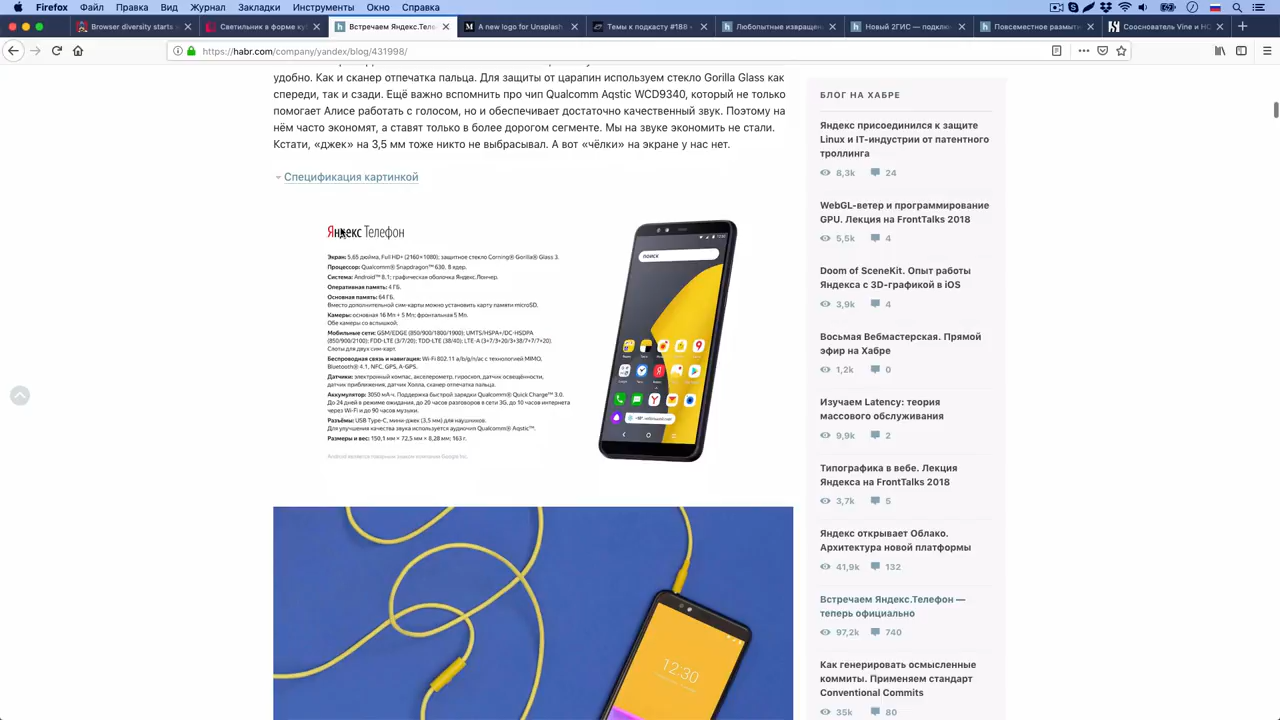 Firefox Файл Правка Вид Журнал Закладки Инструменты Окно Справка
Browser diversity starts w
Светильник в форме ку
Встречаем Яндекс.Теле
A new logo for Unsplash
Темы к подкасту #188
Любопытные извращен
Новый 2ГИС — подклю
Повсеместное размыти
Сооснователь Vine и HQ
https://habr.com/company/yandex/blog/431998/
удобно. Как и сканер отпечатка пальца. Для защиты от царапин используем стекло Gorilla Glass как
спереди, так и сзади. Ещё важно вспомнить про чип Qualcomm Aqstic WCD9340, который не только
помогает Алисе работать с голосом, но и обеспечивает достаточно качественный звук. Поэтому на
нём часто экономят, а ставят только в более дорогом сегменте. Мы на звуке экономить не стали.
Кстати, «джек» на 3,5 мм тоже никто не выбрасывал. А вот «чёлки» на экране у нас нет.
Спецификация картинкой
Яндекс Телефон
Экран: 5,65 дюйма, Full HD+ (2160×1080); защитное стекло Corning® Gorilla® Glass 3.
Процессор: Qualcomm® Snapdragon™ 630, 8 ядер.
Система: Android™ 8.1; графическая оболочка Яндекс.Лончер.
Оперативная память: 4 ГБ.
Основная память: 64 ГБ.
Вместо дополнительной сим-карты можно установить карту памяти microSD.
Камеры: основная 16 Мп + 5 Мп; фронтальная 5 Мп.
Обе камеры со вспышкой.
Мобильные сети: GSM/EDGE (850/900/1800/1900); UMTS/HSPA+/DC-HSDPA
(850/900/2100); FDD-LTE (3/7/20); TDD-LTE (38/40); LTE-A (3+7/3+20/3+38/7+7/7+20).
Слоты для двух сим-карт.
Беспроводная связь и навигация: Wi-Fi 802.11 a/b/g/n/ac с технологией MIMO,
Bluetooth® 4.1, NFC, GPS, A-GPS.
Датчики: электронный компас, акселерометр, гироскоп, датчик освещённости,
датчик приближения, датчик Холла, сканер отпечатка пальца.
Аккумулятор: 3050 мА·ч. Поддержка быстрой зарядки Qualcomm® Quick Charge™ 3.0.
До 24 дней в режиме ожидания, до 20 часов разговоров в сети 3G, до 10 часов интернета
через Wi-Fi и до 90 часов музыки.
Разъёмы: USB Type-C, мини-джек (3,5 мм) для наушников.
Для улучшения качества звука используется аудиочип Qualcomm® Aqstic™.
Размеры и вес: 150,1 мм × 72,5 мм × 8,28 мм; 163 г.
Android является товарным знаком компании Google Inc.
ПОИСК
12:30
БЛОГ НА ХАБРЕ
Яндекс присоединился к защите
Linux и IT-индустрии от патентного
троллинга
8,3k 24
WebGL-ветер и программирование
GPU. Лекция на FrontTalks 2018
5,5k 4
Doom of SceneKit. Опыт работы
Яндекса с 3D-графикой в iOS
3,9k 4
Восьмая Вебмастерская. Прямой
эфир на Хабре
1,2k 0
Изучаем Latency: теория
массового обслуживания
9,9k 2
Типографика в вебе. Лекция
Яндекса на FrontTalks 2018
3,7k 5
Яндекс открывает Облако.
Архитектура новой платформы
41,9k 132
Встречаем Яндекс.Телефон —
теперь официально
97,2k 740
Как генерировать осмысленные
коммиты. Применяем стандарт
Conventional Commits
35k 80